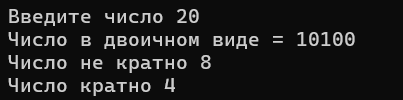 Введите число 20
Число в двоичном виде = 10100
Число не кратно 8
Число кратно 4